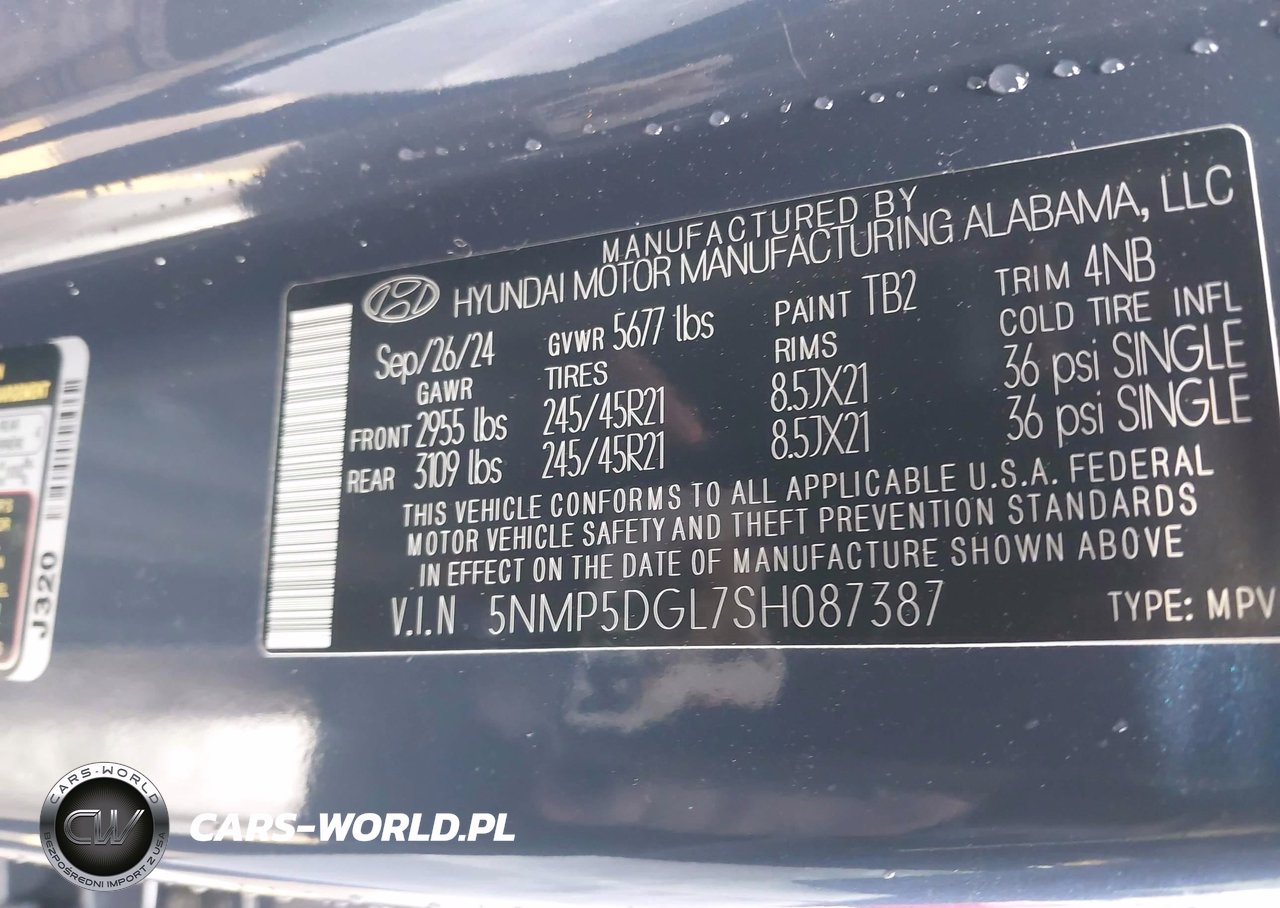 MANUFACTURED BY
HYUNDAI MOTOR MANUFACTURING ALABAMA, LLC
Sep/26/24 GVWR 5677 lbs PAINT TB2 TRIM 4NB
GAWR TIRES RIMS COLD TIRE INFL
FRONT 2955 lbs 245/45R21 8.5JX21 36 psi SINGLE
REAR 3109 lbs 245/45R21 8.5JX21 36 psi SINGLE
THIS VEHICLE CONFORMS TO ALL APPLICABLE U.S.A. FEDERAL
MOTOR VEHICLE SAFETY AND THEFT PREVENTION STANDARDS
IN EFFECT ON THE DATE OF MANUFACTURE SHOWN ABOVE
V.I.N 5NMP5DGL7SH087387 TYPE: MPV
J320
CARS-WORLD
CW
BEZPOŚREDNI IMPORT Z USA
CARS-WORLD.PL